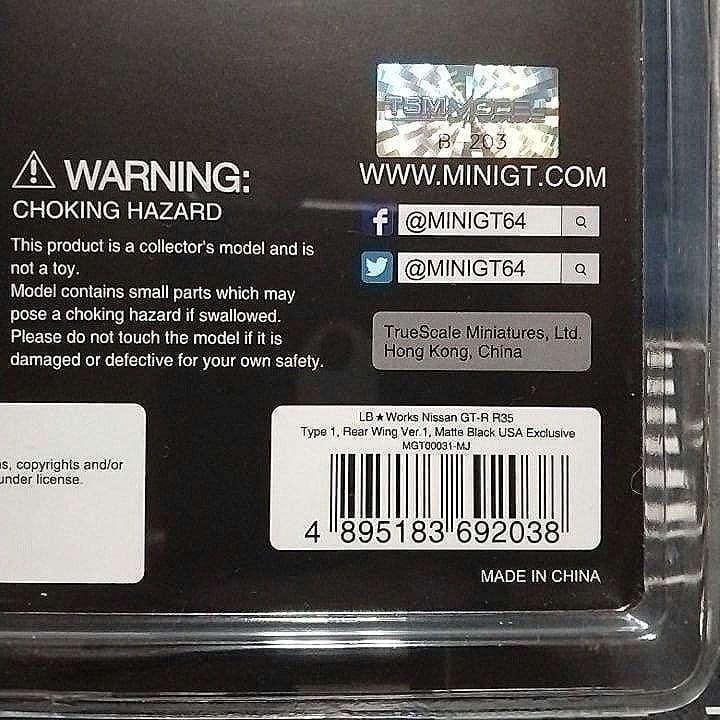 TSM MODEL
B 203
WWW.MINIGT.COM
f @MINIGT64
@MINIGT64
TrueScale Miniatures, Ltd.
Hong Kong, China
WARNING:
CHOKING HAZARD
This product is a collector's model and is
not a toy.
Model contains small parts which may
pose a choking hazard if swallowed.
Please do not touch the model if it is
damaged or defective for your own safety.
s, copyrights and/or
under license.
LB★Works Nissan GT-R R35
Type 1, Rear Wing Ver.1, Matte Black USA Exclusive
MGT00031-MJ
4 895183 692038
MADE IN CHINA